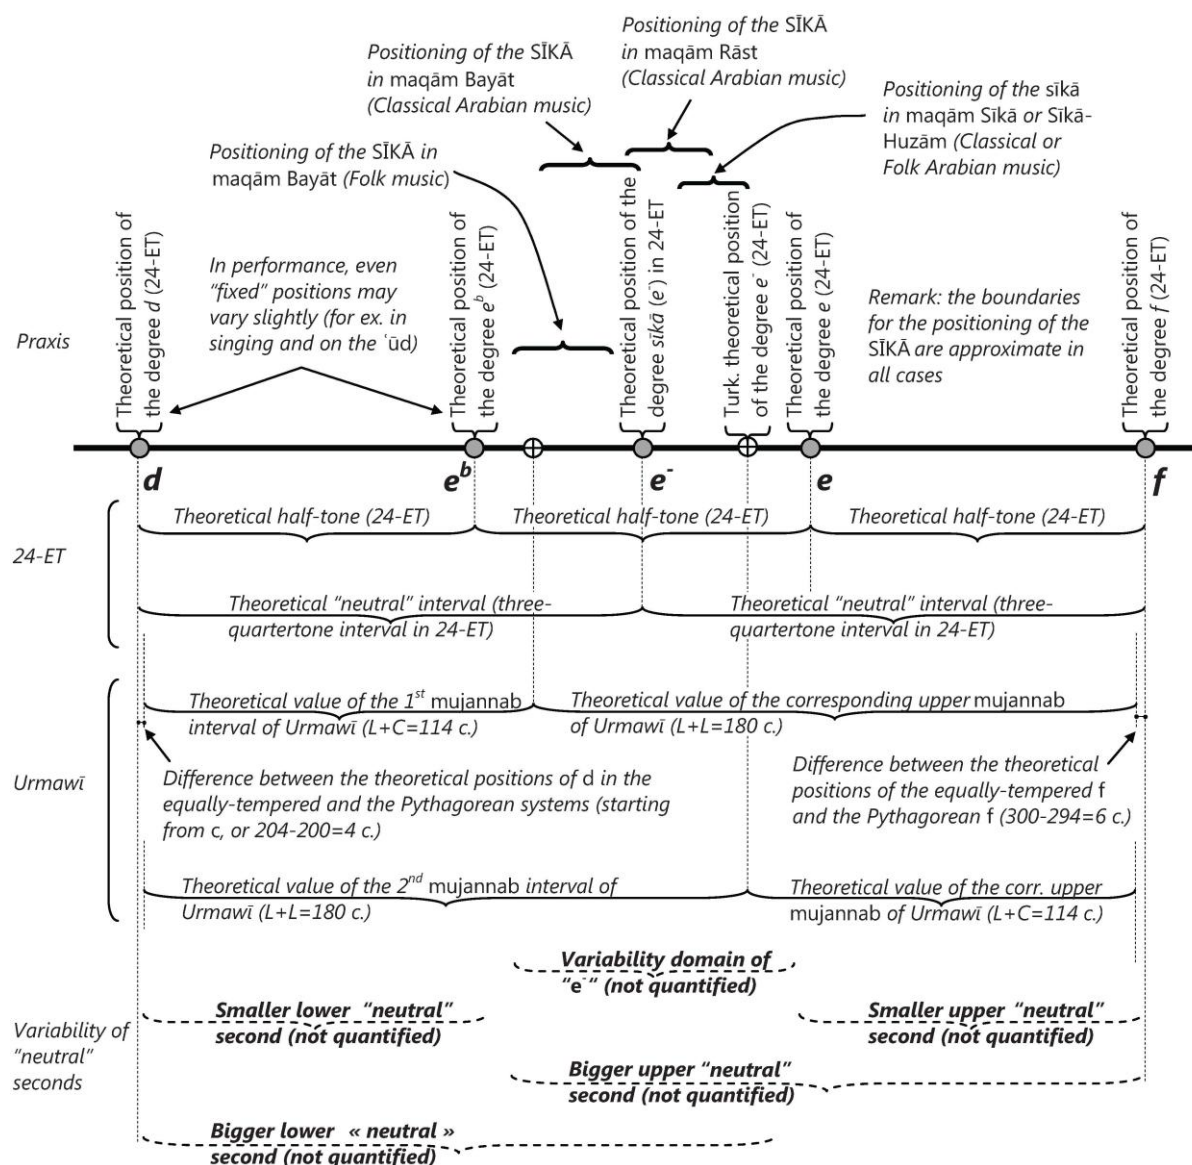 Positioning of the SĪKĀ
in maqām Bayāt
(Classical Arabian music)
Positioning of the SĪKĀ
in maqām Rāst
(Classical Arabian music)
Positioning of the sīkā
in maqām Sīkā or Sīkā-
Huzām (Classical or
Folk Arabian music)
Positioning of the SĪKĀ in
maqām Bayāt (Folk music)
Praxis
Theoretical position of
the degree d (24-ET)
In performance, even
"fixed" positions may
vary slightly (for ex. in
singing and on the ʿūd)
Theoretical position of
the degree eᵇ (24-ET)
Theoretical position of the
degree sīkā (e⁻) in 24-ET
Turk. theoretical position
of the degree e⁻ (24-ET)
Theoretical position of
the degree e (24-ET)
Remark: the boundaries
for the positioning of the
SĪKĀ are approximate in
all cases
Theoretical position of
the degree f (24-ET)
d eᵇ e⁻ e f
24-ET
Theoretical half-tone (24-ET) Theoretical half-tone (24-ET) Theoretical half-tone (24-ET)
Theoretical "neutral" interval (three-
quartertone interval in 24-ET)
Theoretical "neutral" interval (three-
quartertone interval in 24-ET)
Urmawī
Theoretical value of the 1ˢᵗ mujannab
interval of Urmawī (L+C=114 c.)
Theoretical value of the corresponding upper mujannab
of Urmawī (L+L=180 c.)
Difference between the theoretical positions of d in the
equally-tempered and the Pythagorean systems (starting
from c, or 204-200=4 c.)
Difference between the theoretical
positions of the equally-tempered f
and the Pythagorean f (300-294=6 c.)
Theoretical value of the 2ⁿᵈ mujannab interval of
Urmawī (L+L=180 c.)
Theoretical value of the corr. upper
mujannab of Urmawī (L+C=114 c.)
Variability of
"neutral"
seconds
Variability domain of
"e⁻" (not quantified)
Smaller lower "neutral"
second (not quantified)
Smaller upper "neutral"
second (not quantified)
Bigger upper "neutral"
second (not quantified)
Bigger lower « neutral »
second (not quantified)